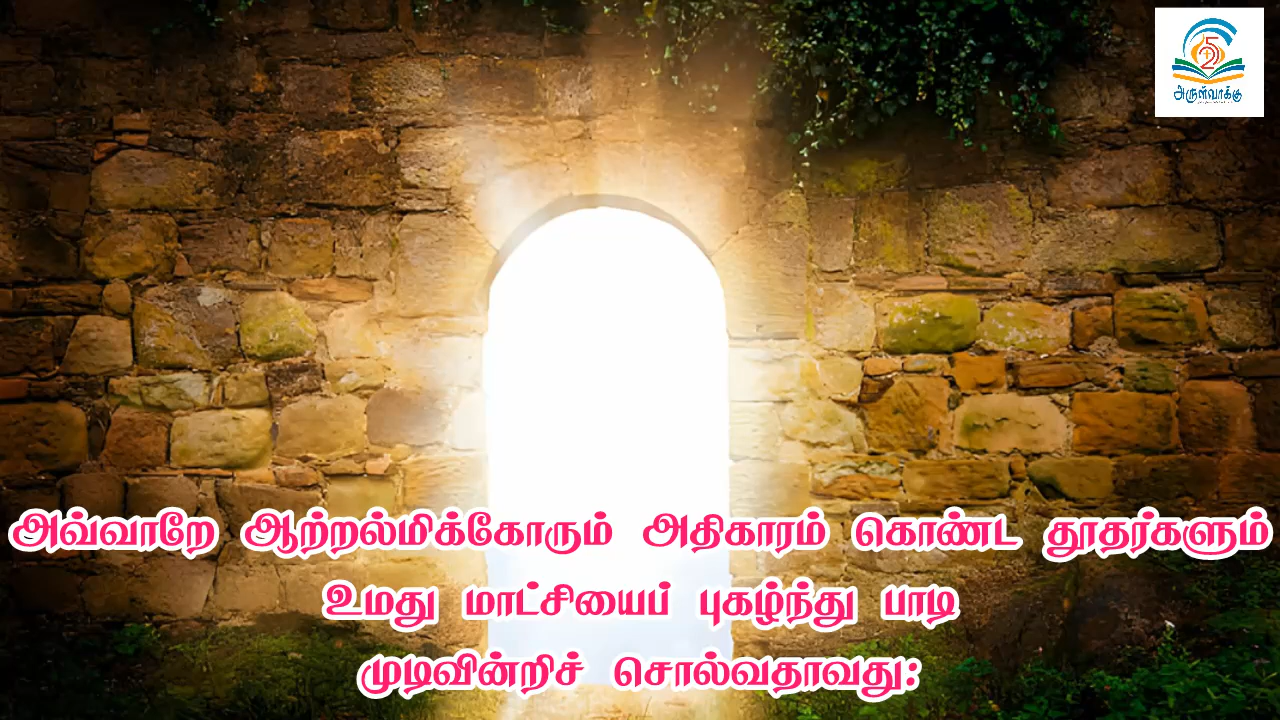 அருள்வாக்கு
அவ்வாறே ஆற்றல்மிக்கோரும் அதிகாரம் கொண்ட தூதர்களும்
உமது மாட்சியைப் புகழ்ந்து பாடி
முடிவின்றிச் சொல்வதாவது: